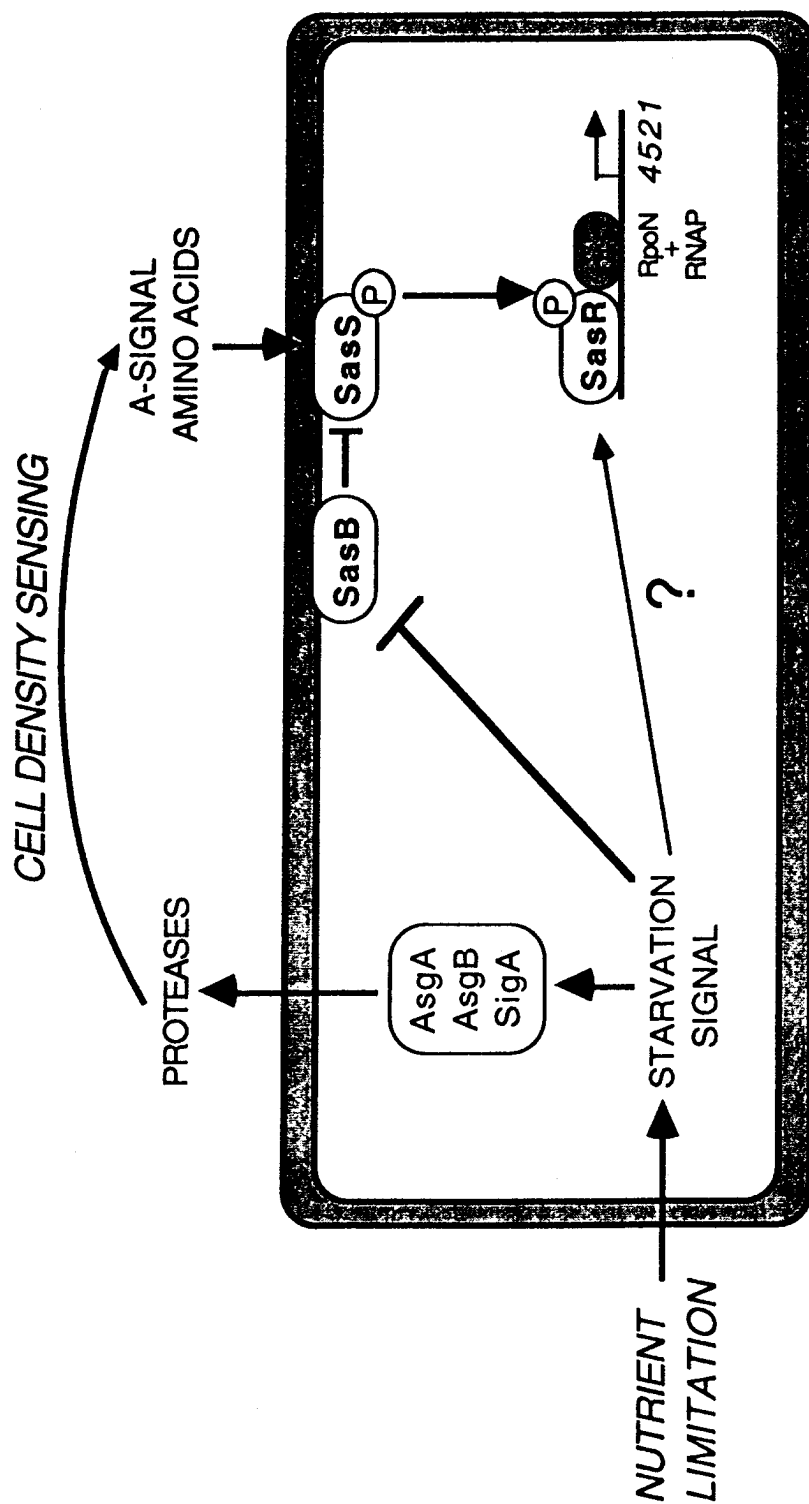 CELL DENSITY SENSING
PROTEASES
A-SIGNAL
AMINO ACIDS
SasB
SasS
P
AsgA
AsgB
SigA
P
SasR
4521
RpoN
+
RNAP
?
NUTRIENT
LIMITATION
STARVATION
SIGNAL